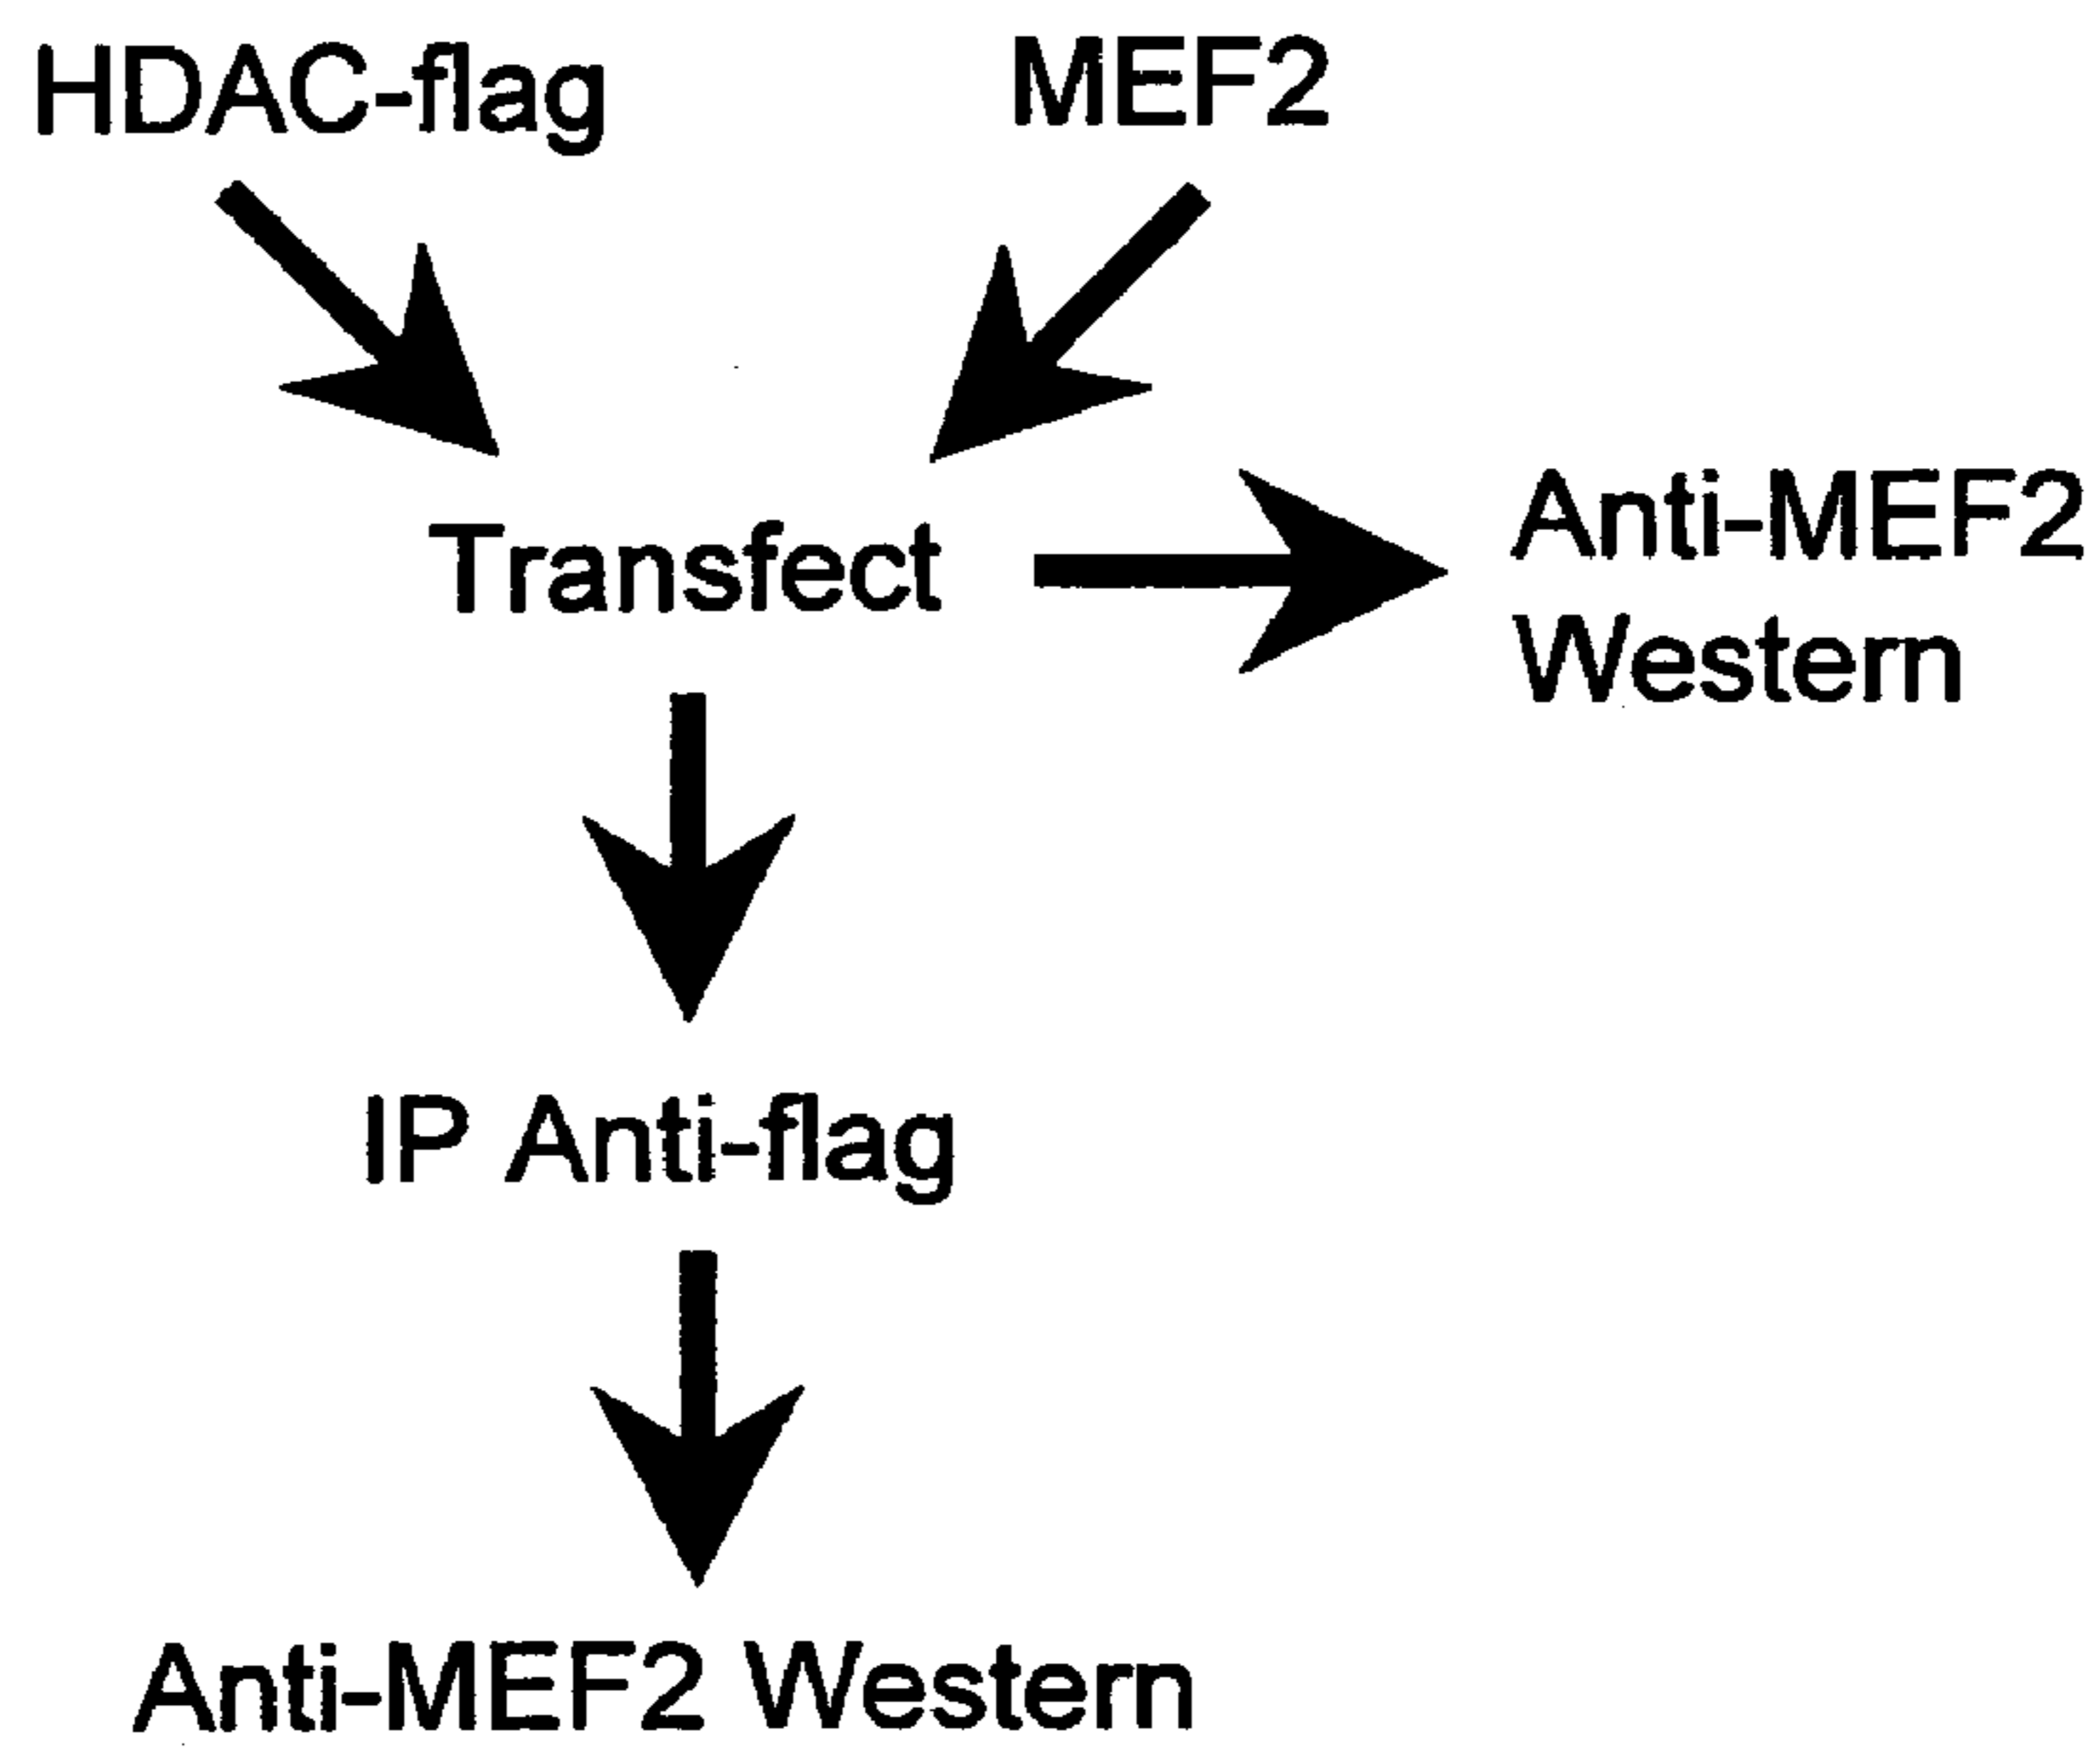 HDAC-flag
MEF2
Transfect
Anti-MEF2
Western
IP Anti-flag
Anti-MEF2 Western